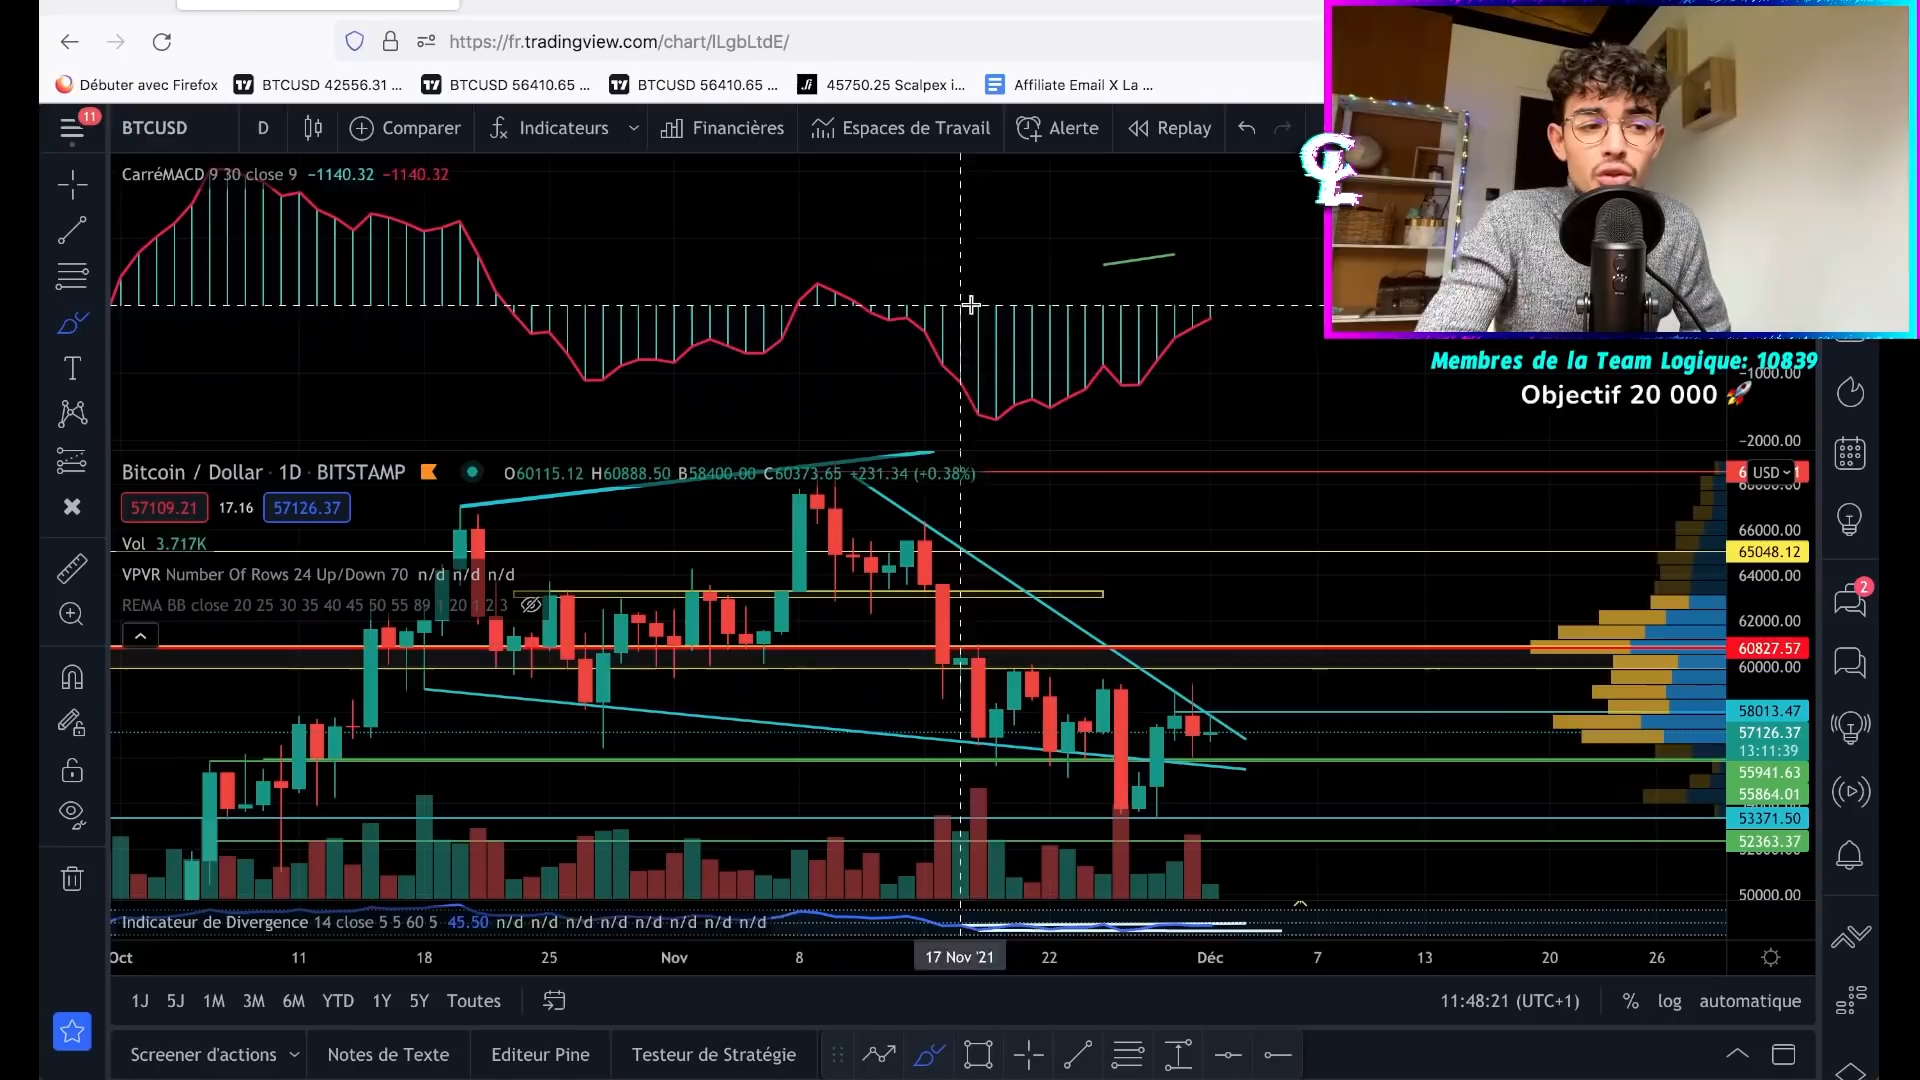 https://fr.tradingview.com/chart/lLgbLtdE/
Débuter avec Firefox
BTCUSD 42556.31 ...
BTCUSD 56410.65 ...
BTCUSD 56410.65 ...
45750.25 Scalpex i...
Affiliate Email X La ...
11
BTCUSD
D
Comparer
Indicateurs
Financières
Espaces de Travail
Alerte
Replay
CarréMACD 9 30 close 9 −1140.32 −1140.32
Membres de la Team Logique: 10839
−1000.00
Objectif 20 000 🚀
−2000.00
Bitcoin / Dollar · 1D · BITSTAMP
O60115.12 H60888.50 B58400.00 C60373.65 +231.34 (+0.38%)
USD
57109.21 17.16 57126.37
66000.00
Vol 3.717K
65048.12
VPVR Number Of Rows 24 Up/Down 70 n/d n/d n/d
64000.00
REMA BB close 20 25 30 35 40 45 50 55 89 1 20 1 2 3
2
62000.00
60827.57
60000.00
58013.47
57126.37
13:11:39
55941.63
55864.01
53371.50
52363.37
50000.00
Indicateur de Divergence 14 close 5 5 60 5 45.50 n/d n/d n/d n/d n/d n/d n/d n/d
Oct 11 18 25 Nov 8 17 Nov '21 22 Déc 7 13 20 26
1J 5J 1M 3M 6M YTD 1Y 5Y Toutes
11:48:21 (UTC+1) % log automatique
Screener d'actions
Notes de Texte
Editeur Pine
Testeur de Stratégie